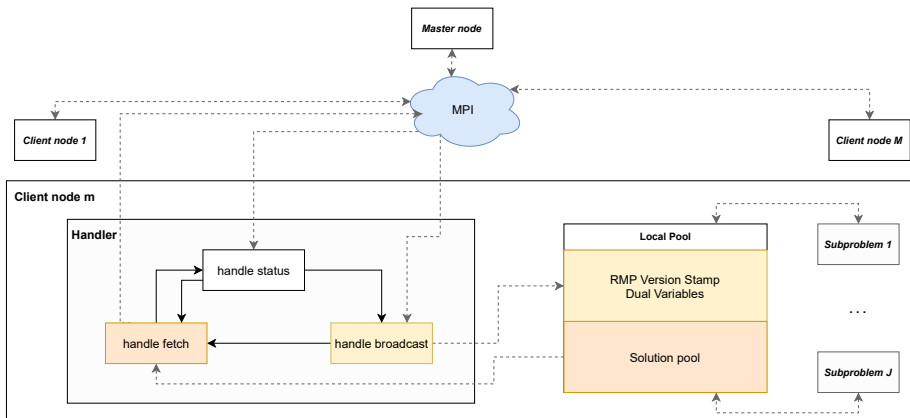 Master node
MPI
Client node 1
Client node M
Client node m
Handler
handle status
handle fetch
handle broadcast
Local Pool
RMP Version Stamp
Dual Variables
Solution pool
Subproblem 1
...
Subproblem J